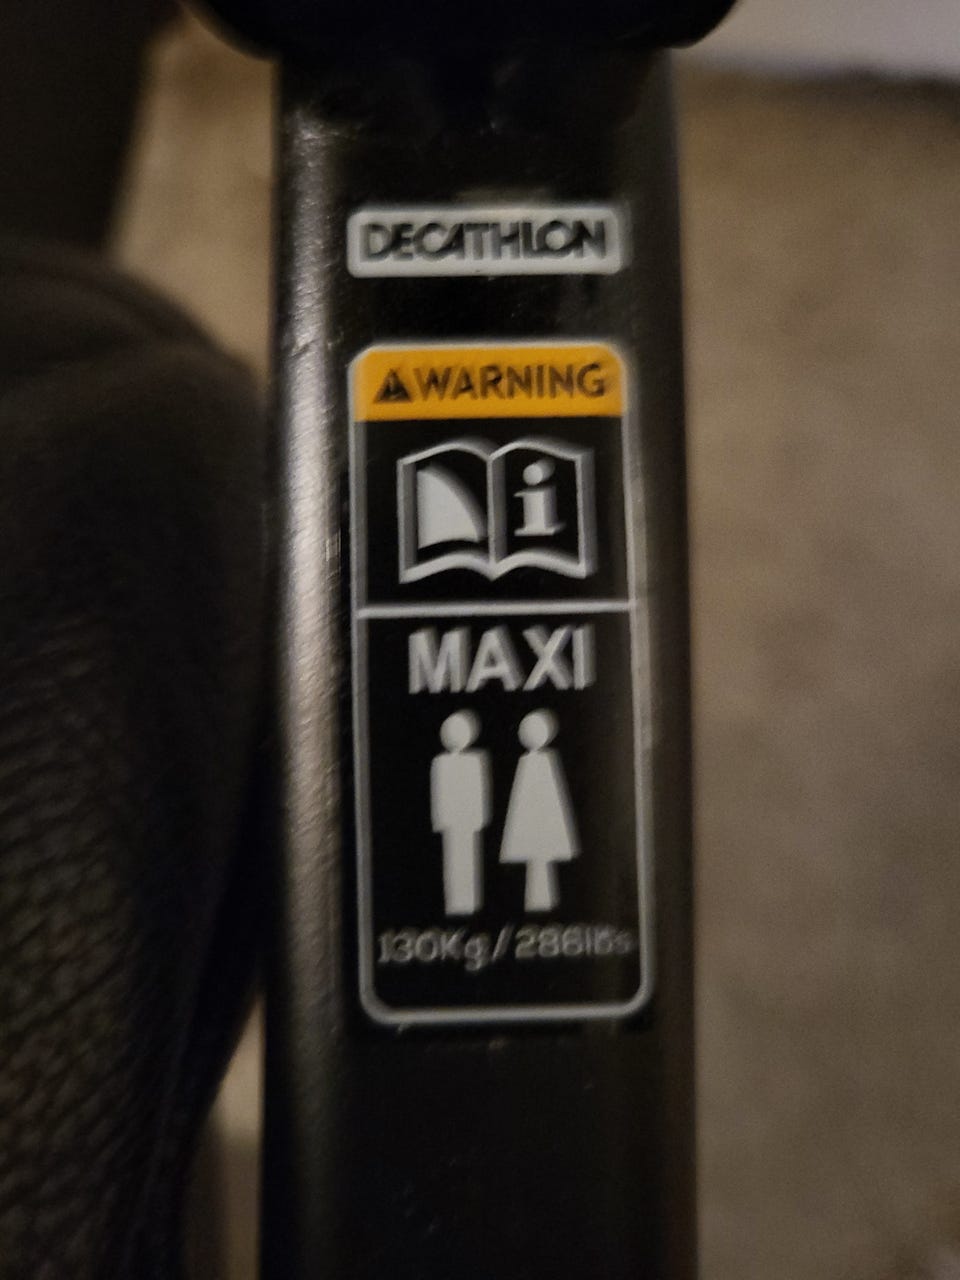 DECATHLON
WARNING
i
MAXI
130Kg/286lbs